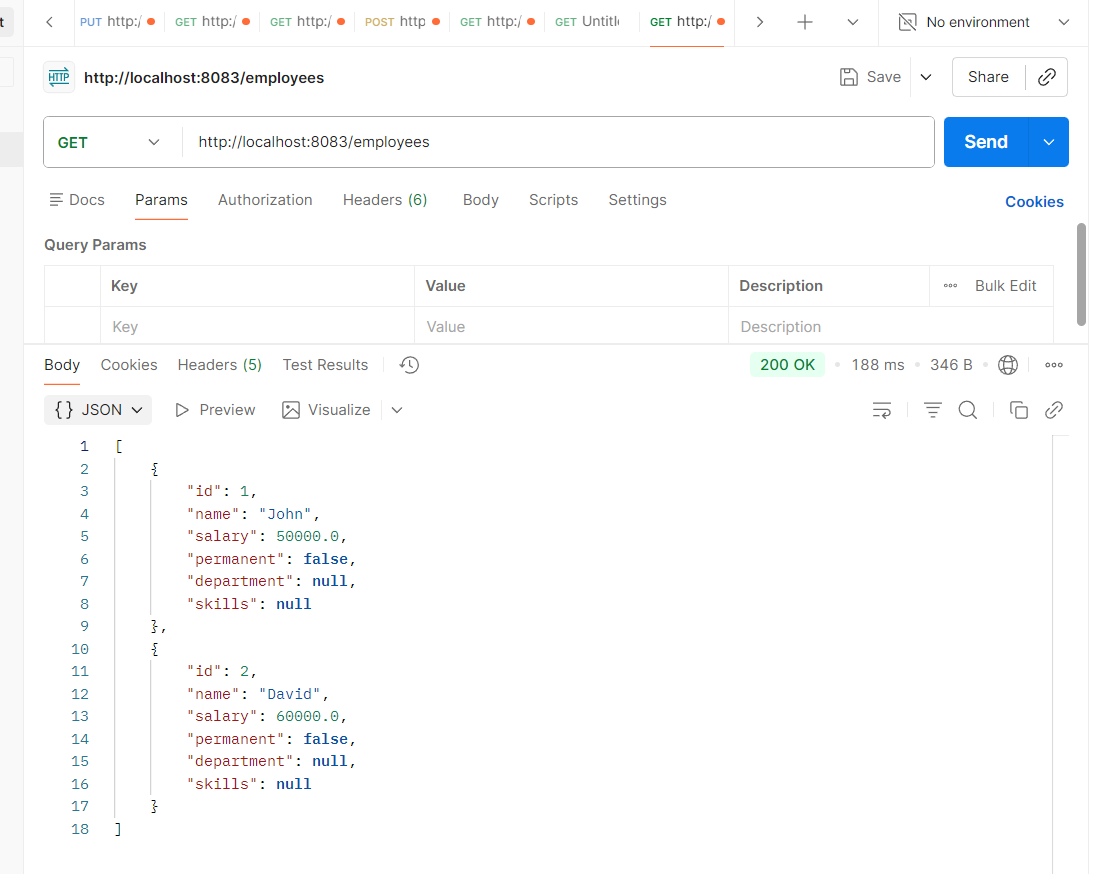 t PUT http:/ GET http:/ GET http:/ POST http GET http:/ GET Untitl GET http:/ No environment
HTTP http://localhost:8083/employees Save Share
GET http://localhost:8083/employees Send
Docs Params Authorization Headers (6) Body Scripts Settings Cookies
Query Params
Key Value Description Bulk Edit
Key Value Description
Body Cookies Headers (5) Test Results 200 OK 188 ms 346 B
{} JSON Preview Visualize
1 [
2 {
3 "id": 1,
4 "name": "John",
5 "salary": 50000.0,
6 "permanent": false,
7 "department": null,
8 "skills": null
9 },
10 {
11 "id": 2,
12 "name": "David",
13 "salary": 60000.0,
14 "permanent": false,
15 "department": null,
16 "skills": null
17 }
18 ]